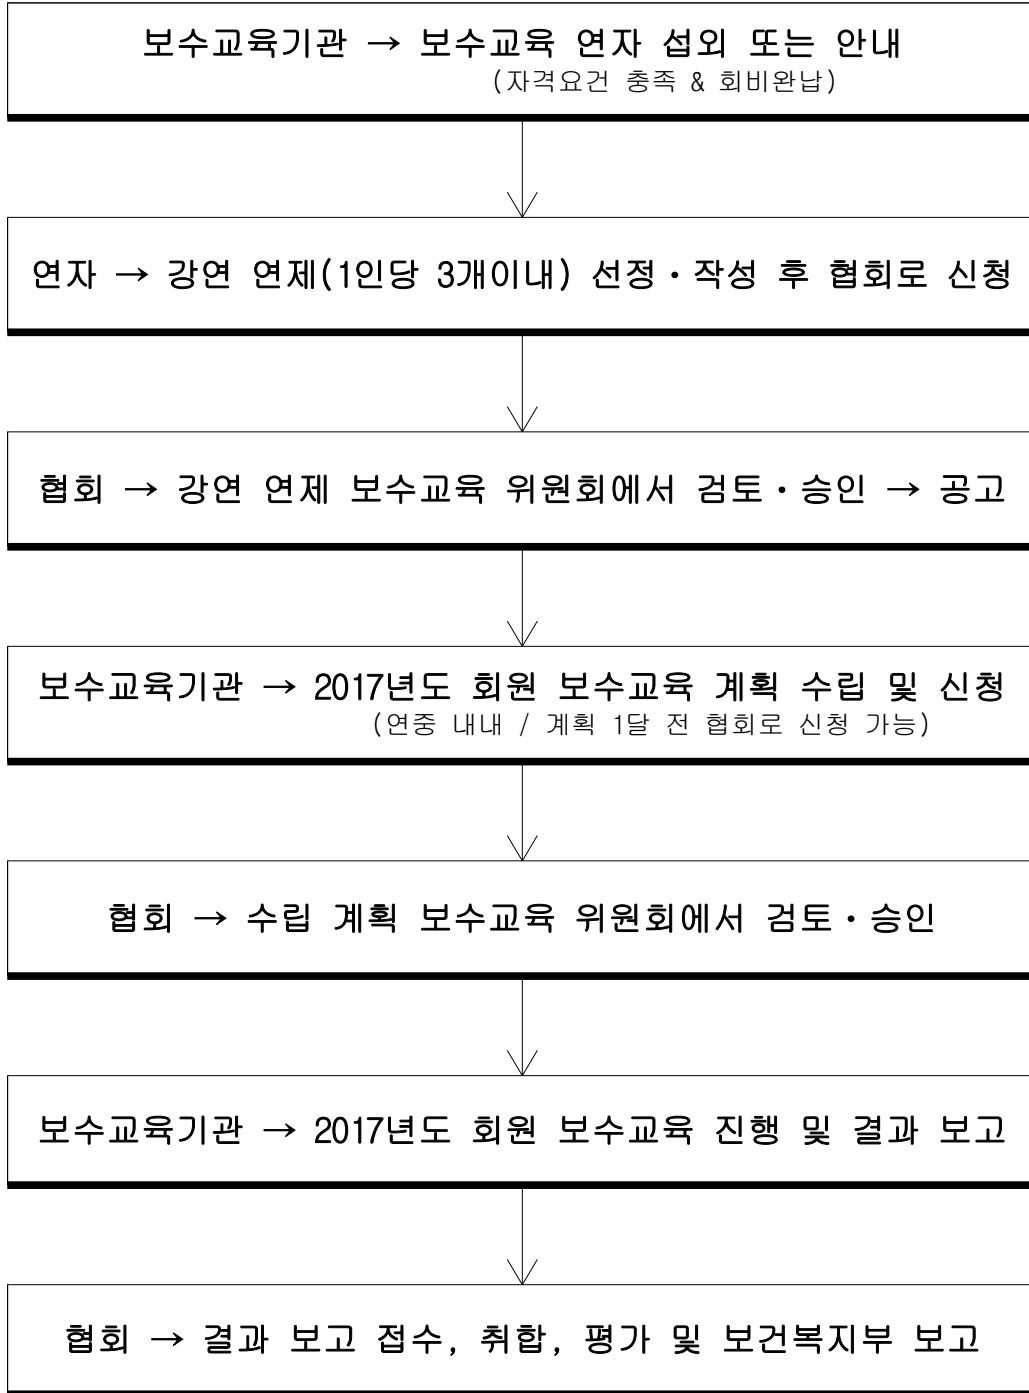 보수교육기관 → 보수교육 연자 섭외 또는 안내
(자격요건 충족 & 회비완납)
연자 → 강연 연제(1인당 3개이내) 선정·작성 후 협회로 신청
협회 → 강연 연제 보수교육 위원회에서 검토·승인 → 공고
보수교육기관 → 2017년도 회원 보수교육 계획 수립 및 신청
(연중 내내 / 계획 1달 전 협회로 신청 가능)
협회 → 수립 계획 보수교육 위원회에서 검토·승인
보수교육기관 → 2017년도 회원 보수교육 진행 및 결과 보고
협회 → 결과 보고 접수, 취합, 평가 및 보건복지부 보고